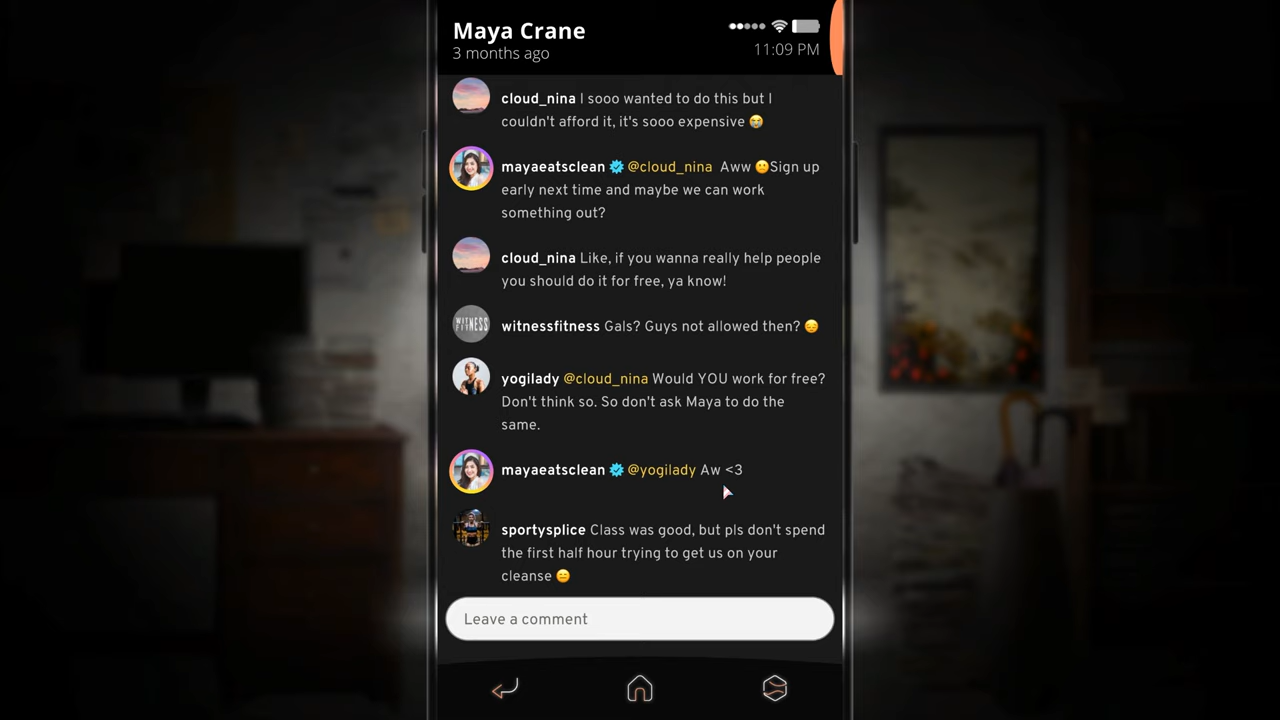 Maya Crane
3 months ago
11:09 PM
cloud_nina I sooo wanted to do this but I
couldn't afford it, it's sooo expensive 😭
mayaeatsclean @cloud_nina Aww 🙁Sign up
early next time and maybe we can work
something out?
cloud_nina Like, if you wanna really help people
you should do it for free, ya know!
WIT
FITNESS
witnessfitness Gals? Guys not allowed then? 😔
yogilady @cloud_nina Would YOU work for free?
Don't think so. So don't ask Maya to do the
same.
mayaeatsclean @yogilady Aw <3
sportysplice Class was good, but pls don't spend
the first half hour trying to get us on your
cleanse 😑
Leave a comment